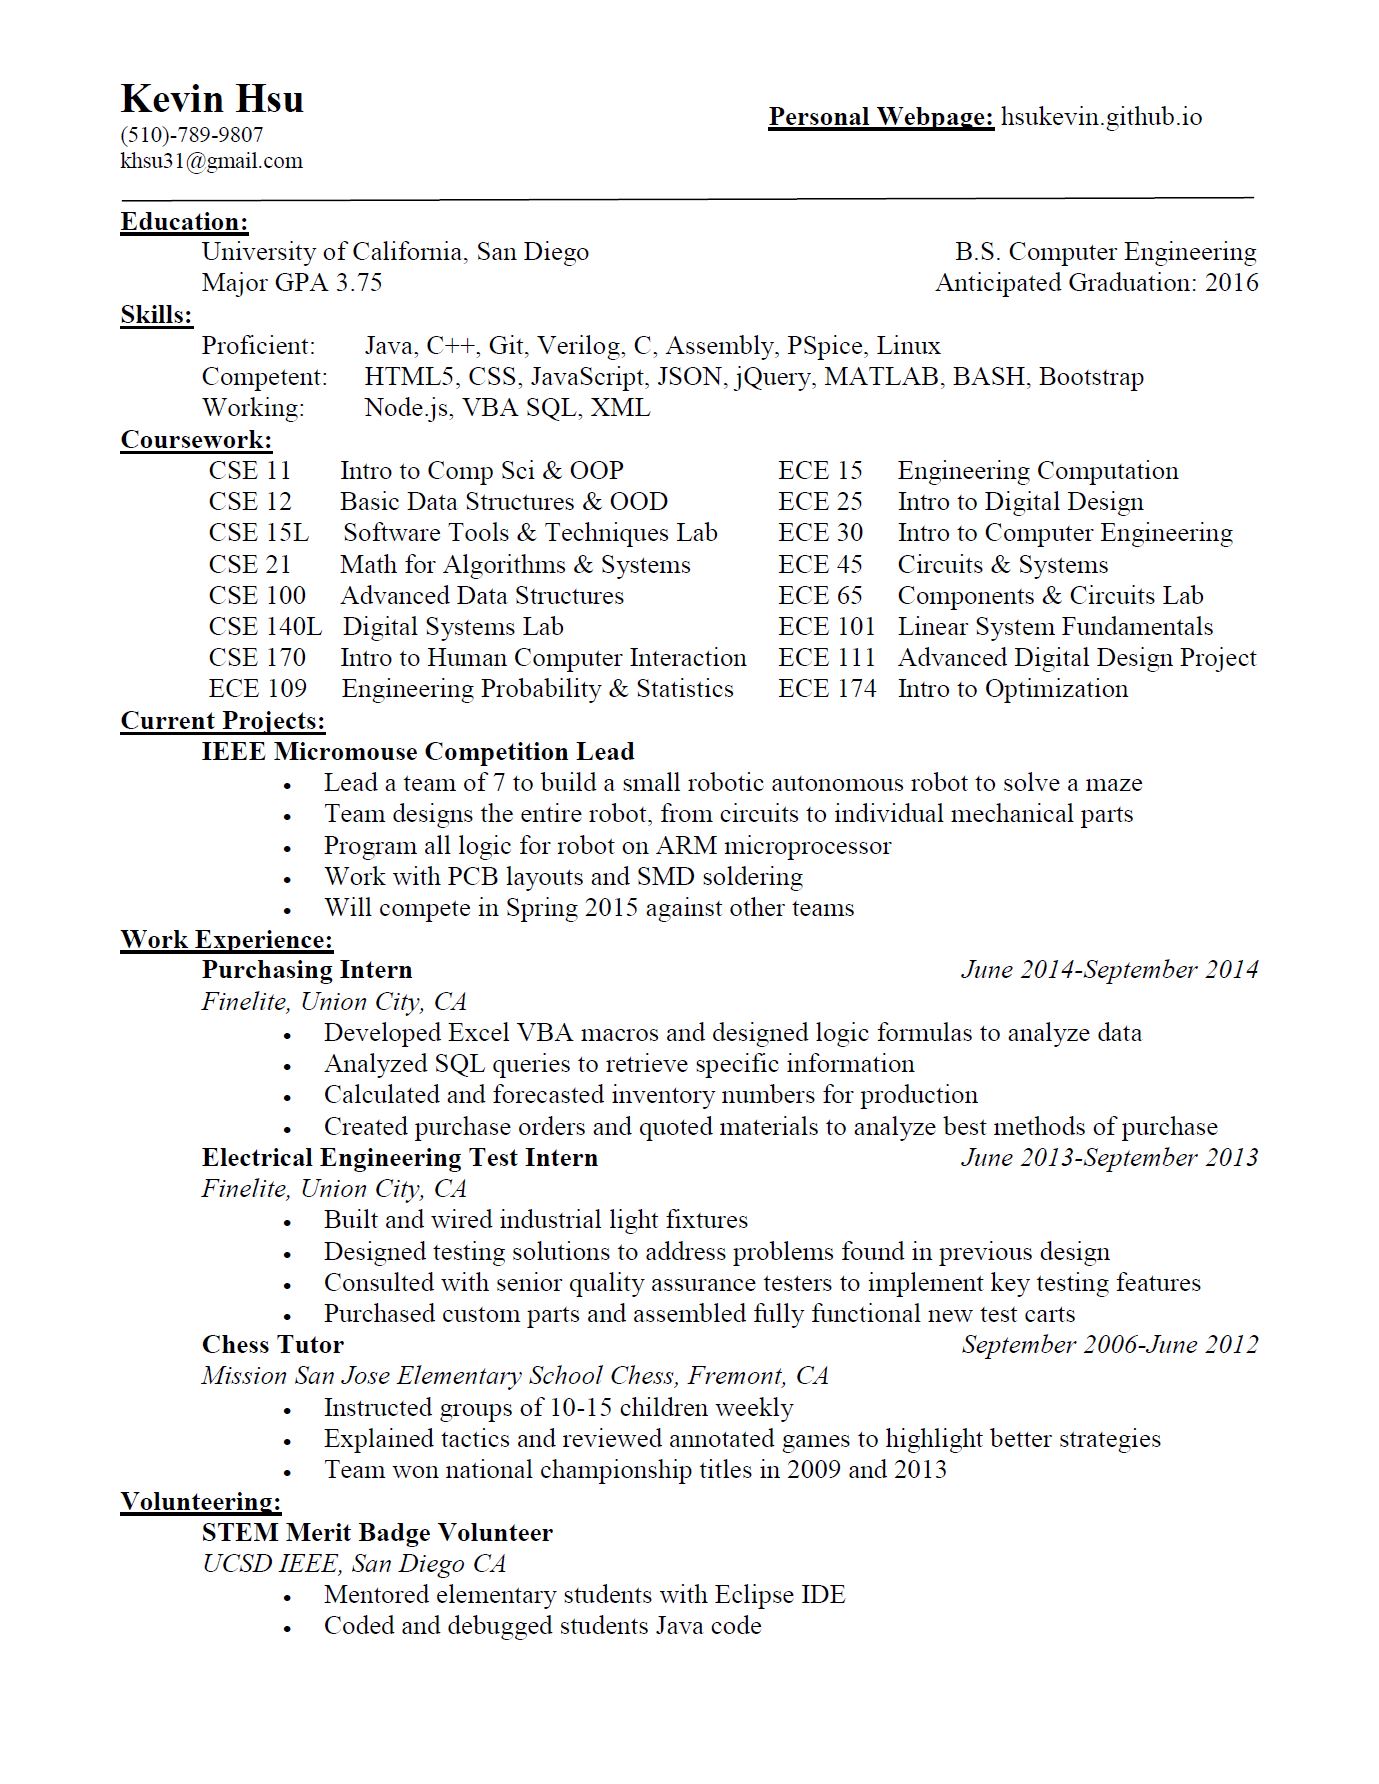 Kevin Hsu
(510)-789-9807
khsu31@gmail.com
Personal Webpage: hsukevin.github.io
Education:
University of California, San Diego B.S. Computer Engineering
Major GPA 3.75 Anticipated Graduation: 2016
Skills:
Proficient: Java, C++, Git, Verilog, C, Assembly, PSpice, Linux
Competent: HTML5, CSS, JavaScript, JSON, jQuery, MATLAB, BASH, Bootstrap
Working: Node.js, VBA SQL, XML
Coursework:
CSE 11 Intro to Comp Sci & OOP ECE 15 Engineering Computation
CSE 12 Basic Data Structures & OOD ECE 25 Intro to Digital Design
CSE 15L Software Tools & Techniques Lab ECE 30 Intro to Computer Engineering
CSE 21 Math for Algorithms & Systems ECE 45 Circuits & Systems
CSE 100 Advanced Data Structures ECE 65 Components & Circuits Lab
CSE 140L Digital Systems Lab ECE 101 Linear System Fundamentals
CSE 170 Intro to Human Computer Interaction ECE 111 Advanced Digital Design Project
ECE 109 Engineering Probability & Statistics ECE 174 Intro to Optimization
Current Projects:
IEEE Micromouse Competition Lead
• Lead a team of 7 to build a small robotic autonomous robot to solve a maze
• Team designs the entire robot, from circuits to individual mechanical parts
• Program all logic for robot on ARM microprocessor
• Work with PCB layouts and SMD soldering
• Will compete in Spring 2015 against other teams
Work Experience:
Purchasing Intern June 2014-September 2014
Finelite, Union City, CA
• Developed Excel VBA macros and designed logic formulas to analyze data
• Analyzed SQL queries to retrieve specific information
• Calculated and forecasted inventory numbers for production
• Created purchase orders and quoted materials to analyze best methods of purchase
Electrical Engineering Test Intern June 2013-September 2013
Finelite, Union City, CA
• Built and wired industrial light fixtures
• Designed testing solutions to address problems found in previous design
• Consulted with senior quality assurance testers to implement key testing features
• Purchased custom parts and assembled fully functional new test carts
Chess Tutor September 2006-June 2012
Mission San Jose Elementary School Chess, Fremont, CA
• Instructed groups of 10-15 children weekly
• Explained tactics and reviewed annotated games to highlight better strategies
• Team won national championship titles in 2009 and 2013
Volunteering:
STEM Merit Badge Volunteer
UCSD IEEE, San Diego CA
• Mentored elementary students with Eclipse IDE
• Coded and debugged students Java code